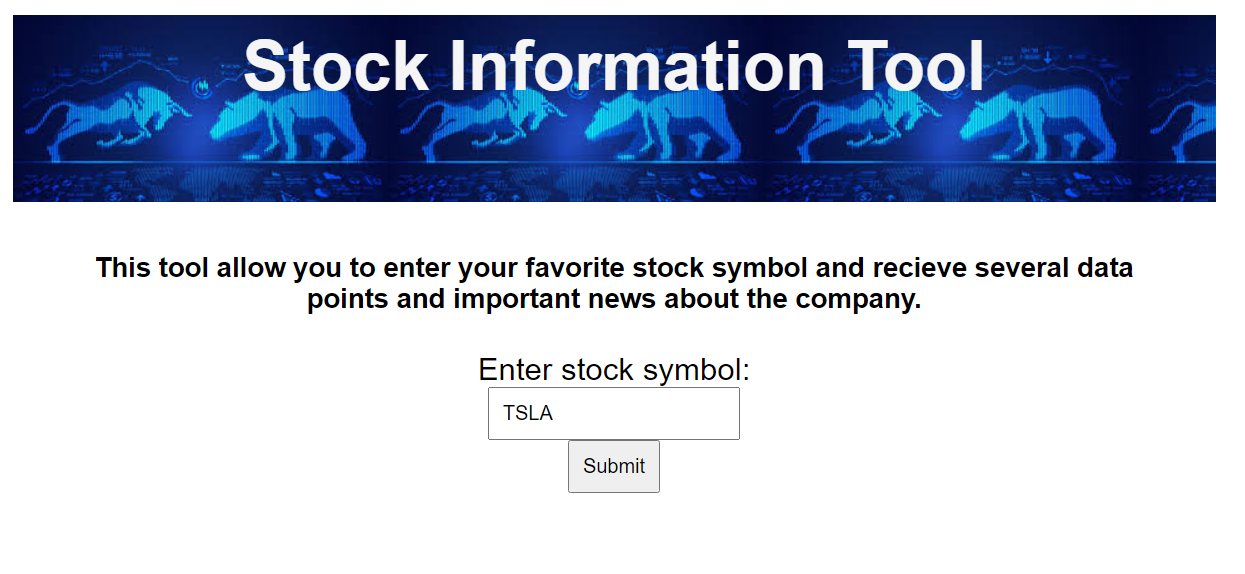 Stock Information Tool
This tool allow you to enter your favorite stock symbol and recieve several data
points and important news about the company.
Enter stock symbol:
TSLA
Submit